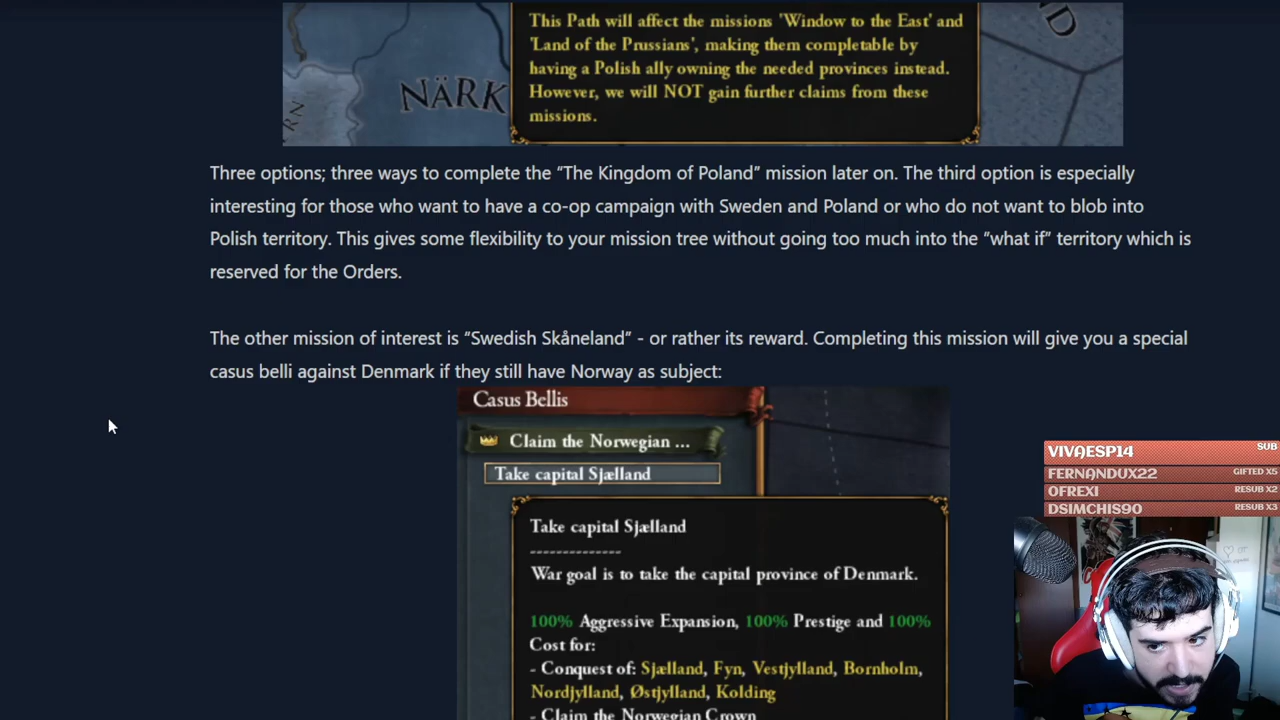 This Path will affect the missions 'Window to the East' and
'Land of the Prussians', making them completable by
having a Polish ally owning the needed provinces instead.
However, we will NOT gain further claims from these
missions.
NÄRK
RN
D
Three options; three ways to complete the “The Kingdom of Poland” mission later on. The third option is especially
interesting for those who want to have a co-op campaign with Sweden and Poland or who do not want to blob into
Polish territory. This gives some flexibility to your mission tree without going too much into the “what if” territory which is
reserved for the Orders.
The other mission of interest is “Swedish Skåneland” - or rather its reward. Completing this mission will give you a special
casus belli against Denmark if they still have Norway as subject:
Casus Bellis
Claim the Norwegian ...
Take capital Sjælland
Take capital Sjælland
--------------
War goal is to take the capital province of Denmark.
100% Aggressive Expansion, 100% Prestige and 100%
Cost for:
- Conquest of: Sjælland, Fyn, Vestjylland, Bornholm,
Nordjylland, Østjylland, Kolding
- Claim the Norwegian Crown
VIVAESP14 SUB
FERNANDUX22 GIFTED X5
OFREXI RESUB X2
DSIMCHIS90 RESUB X3